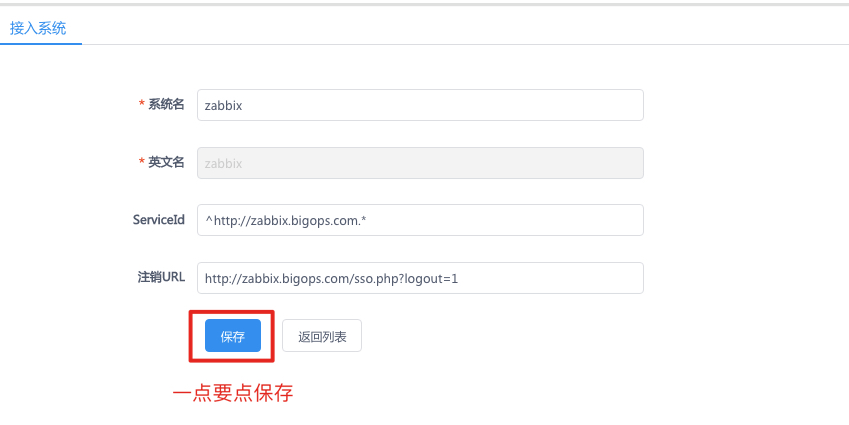 接入系统
* 系统名 zabbix
* 英文名 zabbix
ServiceId ^http://zabbix.bigops.com.*
注销URL http://zabbix.bigops.com/sso.php?logout=1
保存 返回列表
一点要点保存